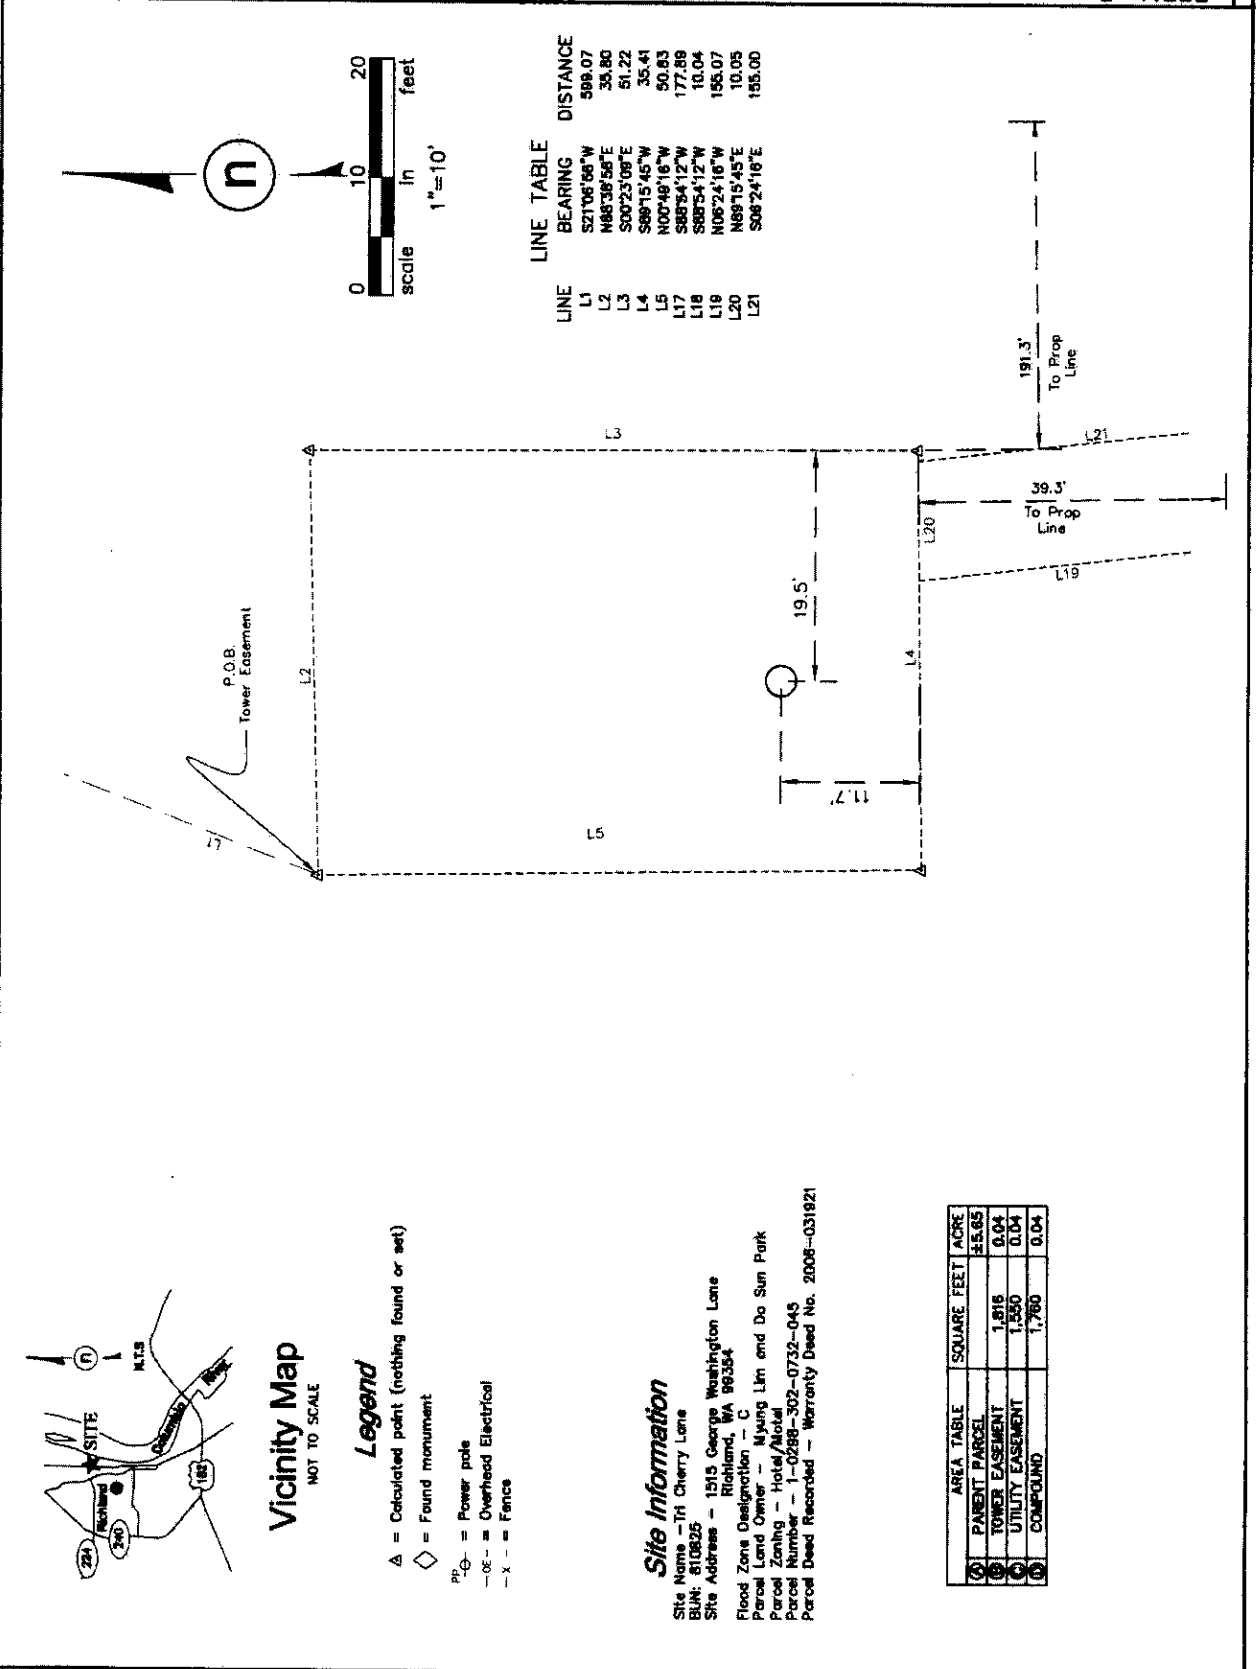 SITE
N.T.S
n
Richland
Columbia
River
224
240
182
Vicinity Map
NOT TO SCALE
Legend
= Calculated point (nothing found or set)
= Found monument
PP = Power pole
—OE— = Overhead Electrical
— X — = Fence
Site Information
Site Name –Tri Cherry Lane
BUN: 810825
Site Address – 1515 George Washington Lane
Richland, WA 99354
Flood Zone Designation – C
Parcel Land Owner – Myung Lim and Do Sun Park
Parcel Zoning – Hotel/Motel
Parcel Number – 1-0298-302-0732-045
Parcel Deed Recorded – Warranty Deed No. 2006-031921
AREA TABLE SQUARE FEET ACRE
A PARENT PARCEL ±5.65
B TOWER EASEMENT 1,816 0.04
C UTILITY EASEMENT 1,550 0.04
D COMPOUND 1,760 0.04
P.O.B.
Tower Easement
L1
L2
L3
L4
L5
L19
L20
L21
19.5'
11.7'
39.3'
To Prop
Line
191.3'
To Prop
Line
n
0 10 20
scale in feet
1"=10'
LINE TABLE
LINE BEARING DISTANCE
L1 S21°06'56"W 599.07
L2 N88°38'58"E 35.80
L3 S00°23'09"E 51.22
L4 S89°15'45"W 35.41
L5 N00°49'16"W 50.83
L17 S88°54'12"W 177.89
L18 S88°54'12"W 10.04
L19 N06°24'16"W 155.07
L20 N89°15'45"E 10.05
L21 S06°24'16"E 155.00